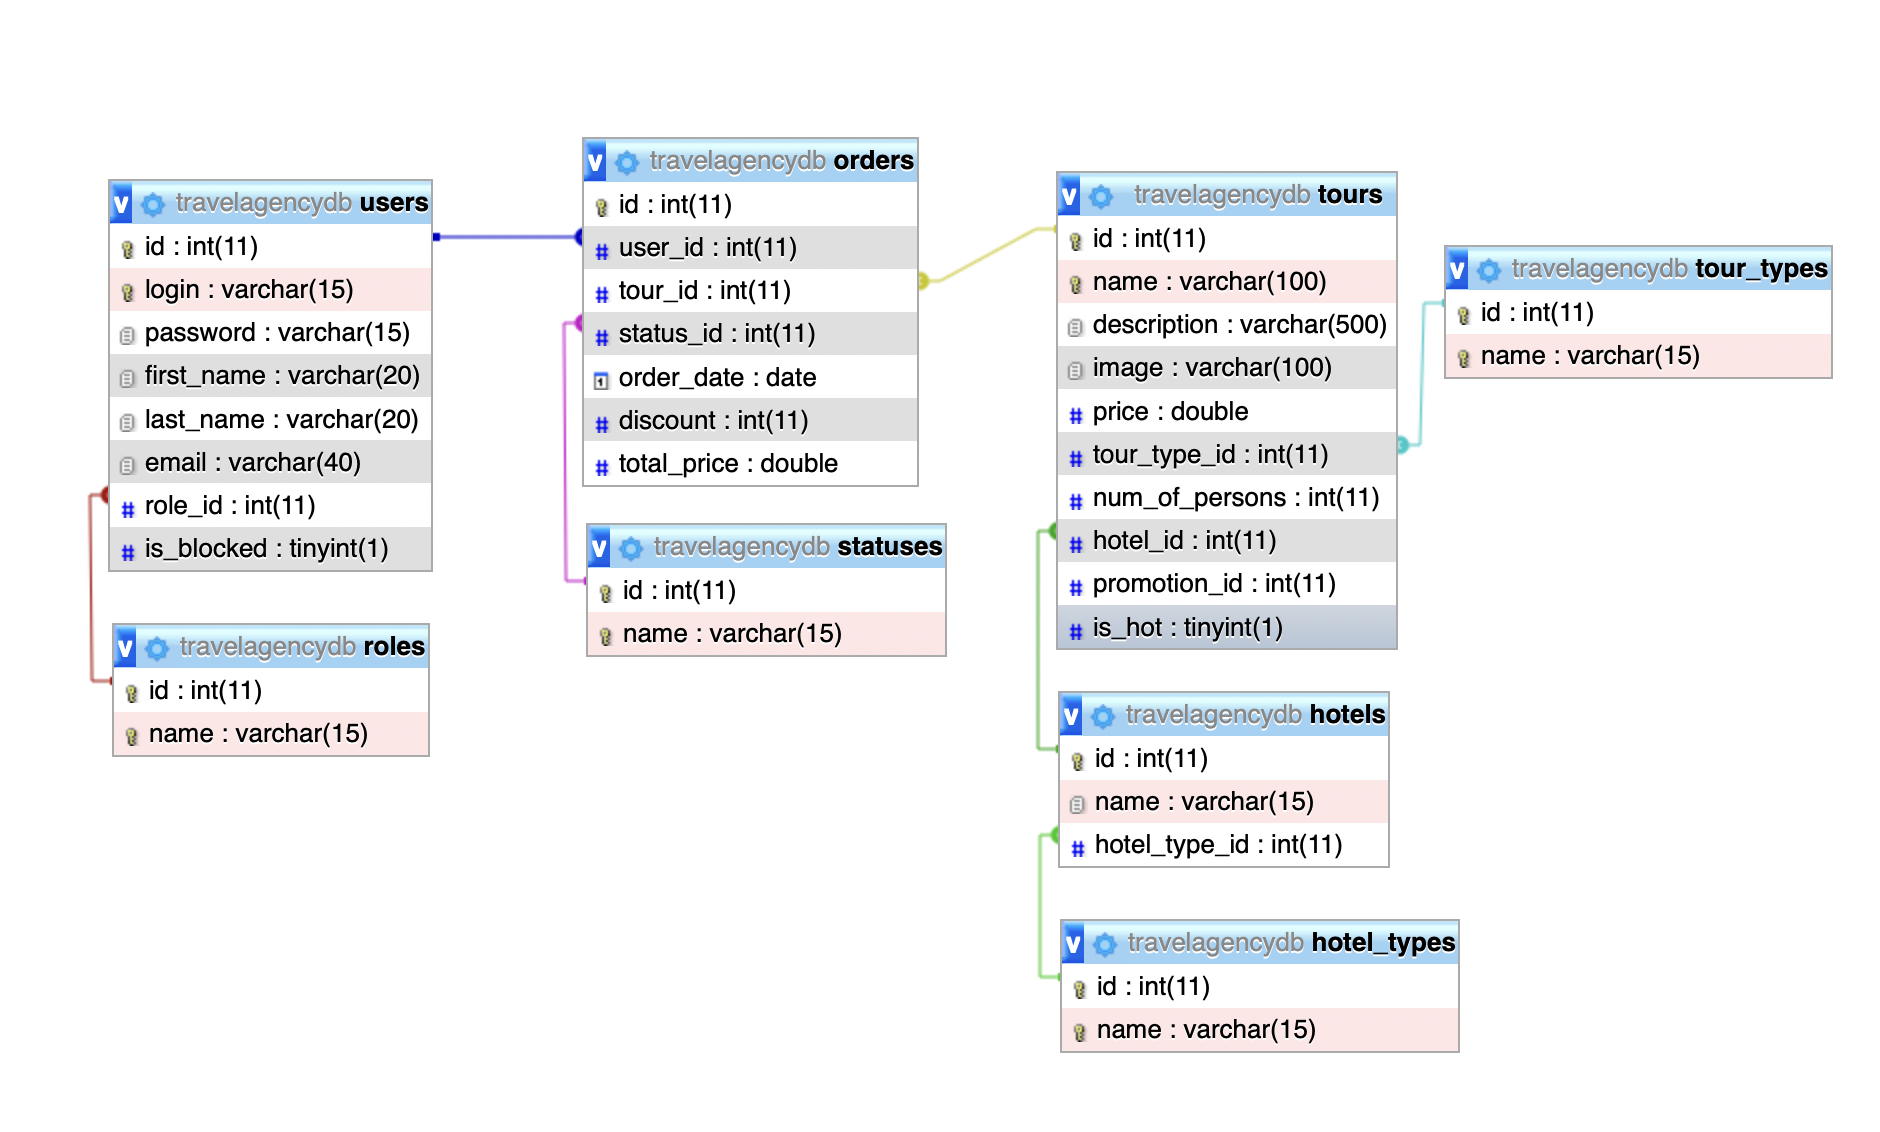 travelagencydb users
id : int(11)
login : varchar(15)
password : varchar(15)
first_name : varchar(20)
last_name : varchar(20)
email : varchar(40)
role_id : int(11)
is_blocked : tinyint(1)
travelagencydb roles
id : int(11)
name : varchar(15)
travelagencydb orders
id : int(11)
user_id : int(11)
tour_id : int(11)
status_id : int(11)
order_date : date
discount : int(11)
total_price : double
travelagencydb statuses
id : int(11)
name : varchar(15)
travelagencydb tours
id : int(11)
name : varchar(100)
description : varchar(500)
image : varchar(100)
price : double
tour_type_id : int(11)
num_of_persons : int(11)
hotel_id : int(11)
promotion_id : int(11)
is_hot : tinyint(1)
travelagencydb hotels
id : int(11)
name : varchar(15)
hotel_type_id : int(11)
travelagencydb hotel_types
id : int(11)
name : varchar(15)
travelagencydb tour_types
id : int(11)
name : varchar(15)